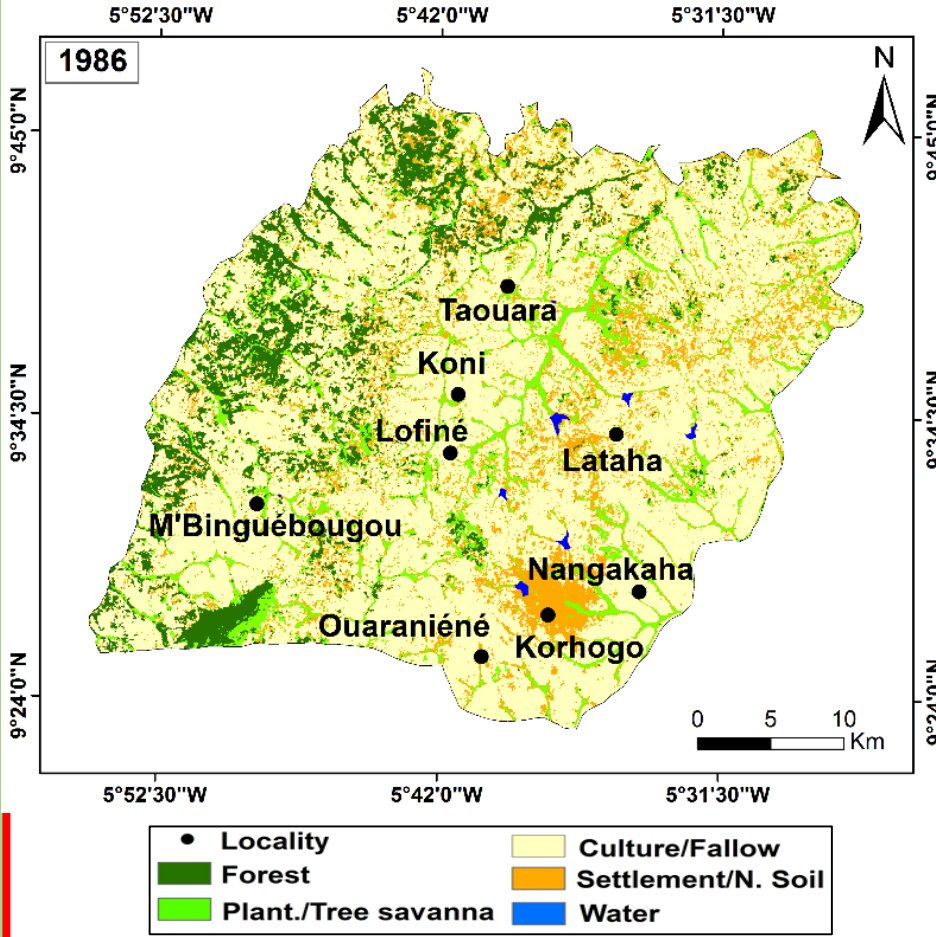 5°52'30"W 5°42'0"W 5°31'30"W
1986
N
9°45'0"N 9°45'0"N
Taouara
Koni
9°34'30"N 9°34'30"N
Lofiné
Lataha
M'Binguébougou
Nangakaha
Ouaraniéné
Korhogo
9°24'0"N 9°24'0"N
0 5 10
Km
5°52'30"W 5°42'0"W 5°31'30"W
Locality
Forest
Plant./Tree savanna
Culture/Fallow
Settlement/N. Soil
Water